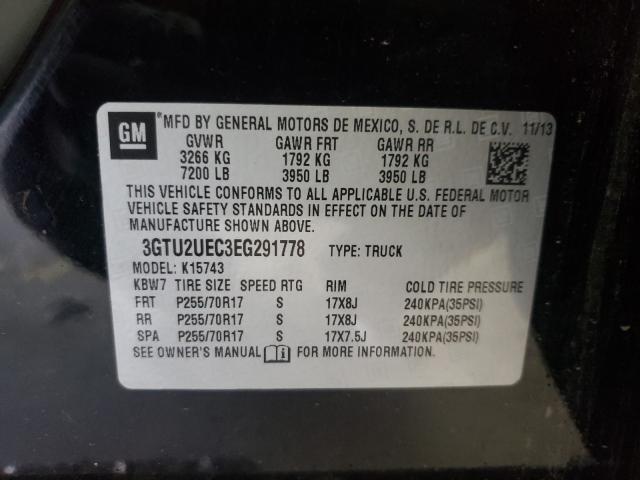 GM
MFD BY GENERAL MOTORS DE MEXICO, S. DE R.L. DE C.V. 11/13
GVWR GAWR FRT GAWR RR
3266 KG 1792 KG 1792 KG
7200 LB 3950 LB 3950 LB
THIS VEHICLE CONFORMS TO ALL APPLICABLE U.S. FEDERAL MOTOR
VEHICLE SAFETY STANDARDS IN EFFECT ON THE DATE OF
MANUFACTURE SHOWN ABOVE.
3GTU2UEC3EG291778 TYPE: TRUCK
MODEL: K15743
KBW7 TIRE SIZE SPEED RTG RIM COLD TIRE PRESSURE
FRT P255/70R17 S 17X8J 240KPA(35PSI)
RR P255/70R17 S 17X8J 240KPA(35PSI)
SPA P255/70R17 S 17X7.5J 240KPA(35PSI)
SEE OWNER'S MANUAL FOR MORE INFORMATION.